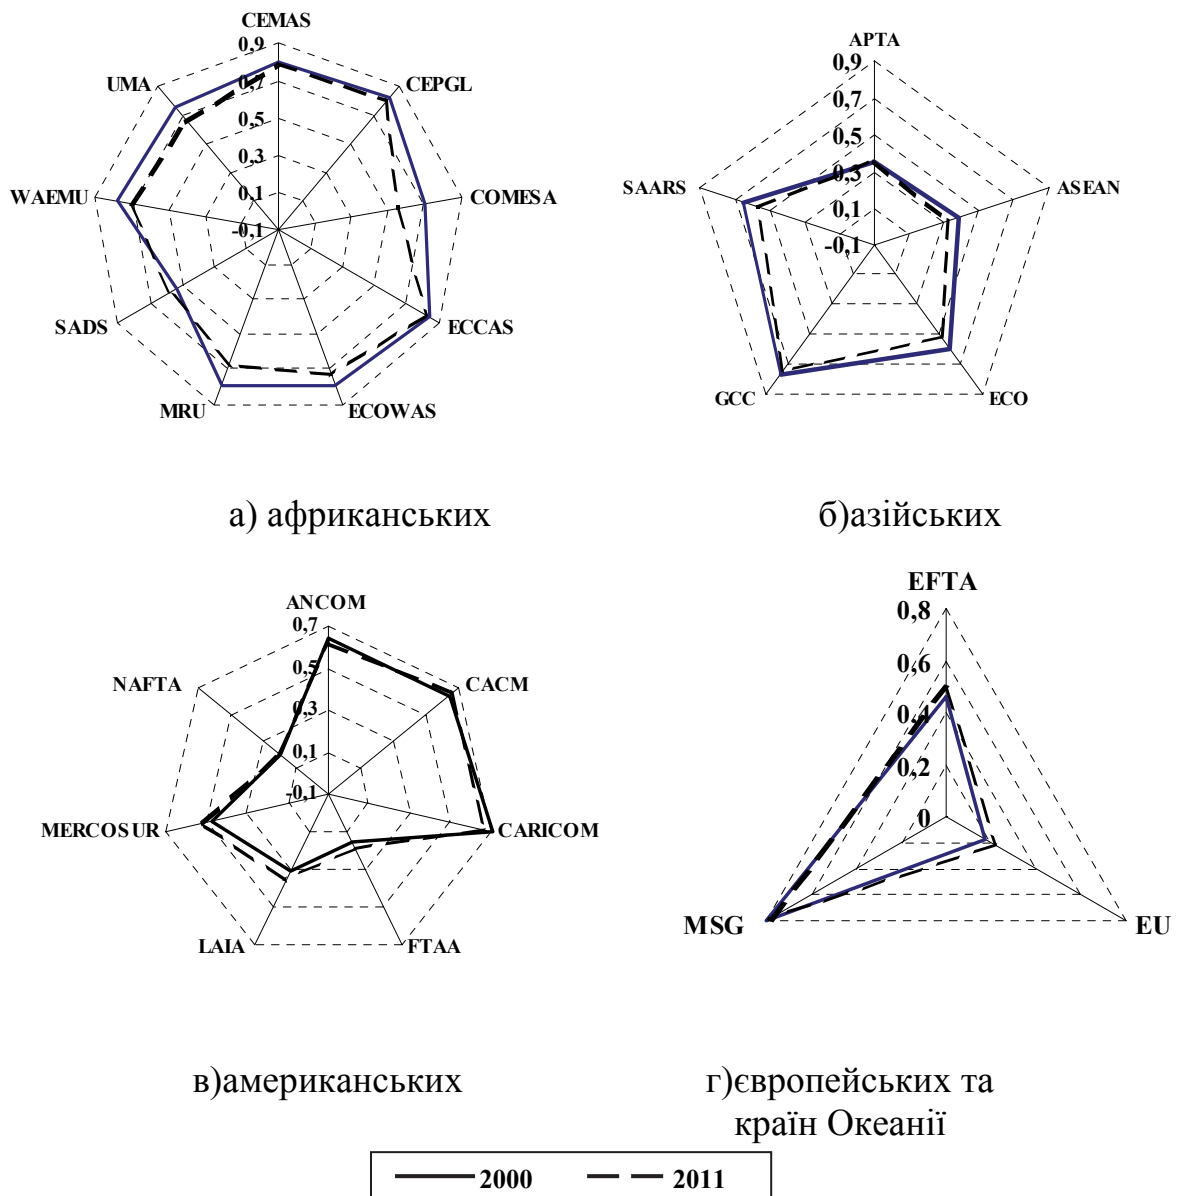 CEMAS
0,9
0,7
0,5
0,3
0,1
-0,1
CEPGL
COMESA
ECCAS
ECOWAS
MRU
SADS
WAEMU
UMA
а) африканських
APTA
0,9
0,7
0,5
0,3
0,1
-0,1
ASEAN
ECO
GCC
SAARS
б)азійських
ANCOM
0,7
0,5
0,3
0,1
-0,1
CACM
CARICOM
FTAA
LAIA
MERCOSUR
NAFTA
в)американських
EFTA
0,8
0,6
0,4
0,2
0
EU
MSG
г)європейських та
країн Океанії
2000 2011